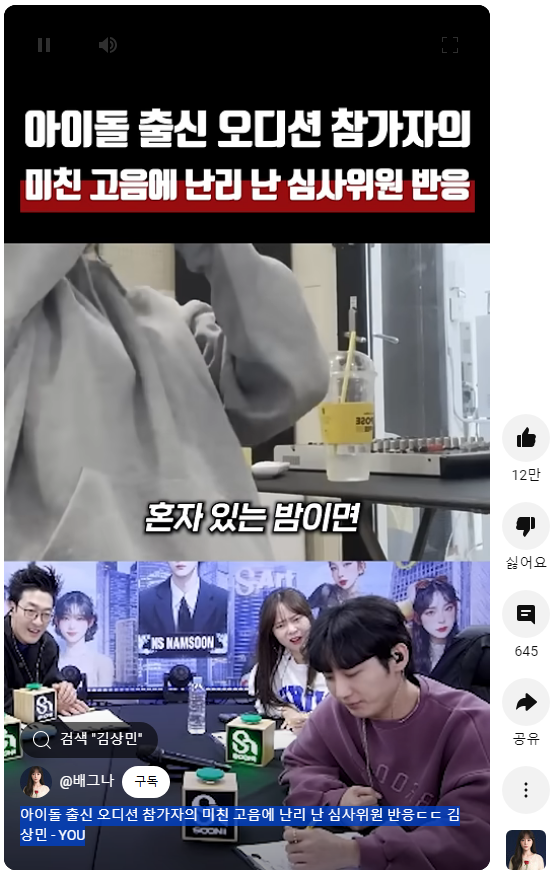 아이돌 출신 오디션 참가자의
미친 고음에 난리 난 심사위원 반응
혼자 있는 밤이면
NS NAMSOON
SOOP!
검색 "김상민"
@배그나
구독
아이돌 출신 오디션 참가자의 미친 고음에 난리 난 심사위원 반응ㄷㄷ 김
상민 - YOU
12만
싫어요
645
공유